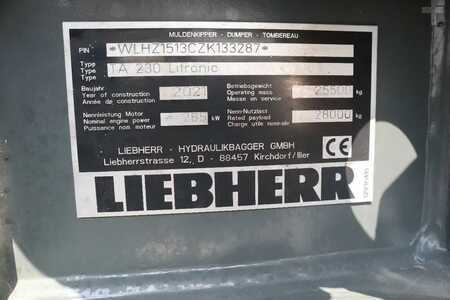 MULDENKIPPER - DUMPER - TOMBEREAU
PIN *WLHZ1513CZK133287*
Type
Type TA 230 Litronic
Type
Baujahr
Year of construction 2021
Année de construction
Betriebsgewicht
Operating mass 25500 kg
Masse en service
Nennleistung Motor
Nominal engine power 265 kW
Puissance nom. moteur
Nenn-Nutzlast
Rated payload 28000 kg
Charge utile nominale
LIEBHERR - HYDRAULIKBAGGER GMBH
Liebherrstrasse 12, D - 88457 Kirchdorf/Iller
CE
LIEBHERR